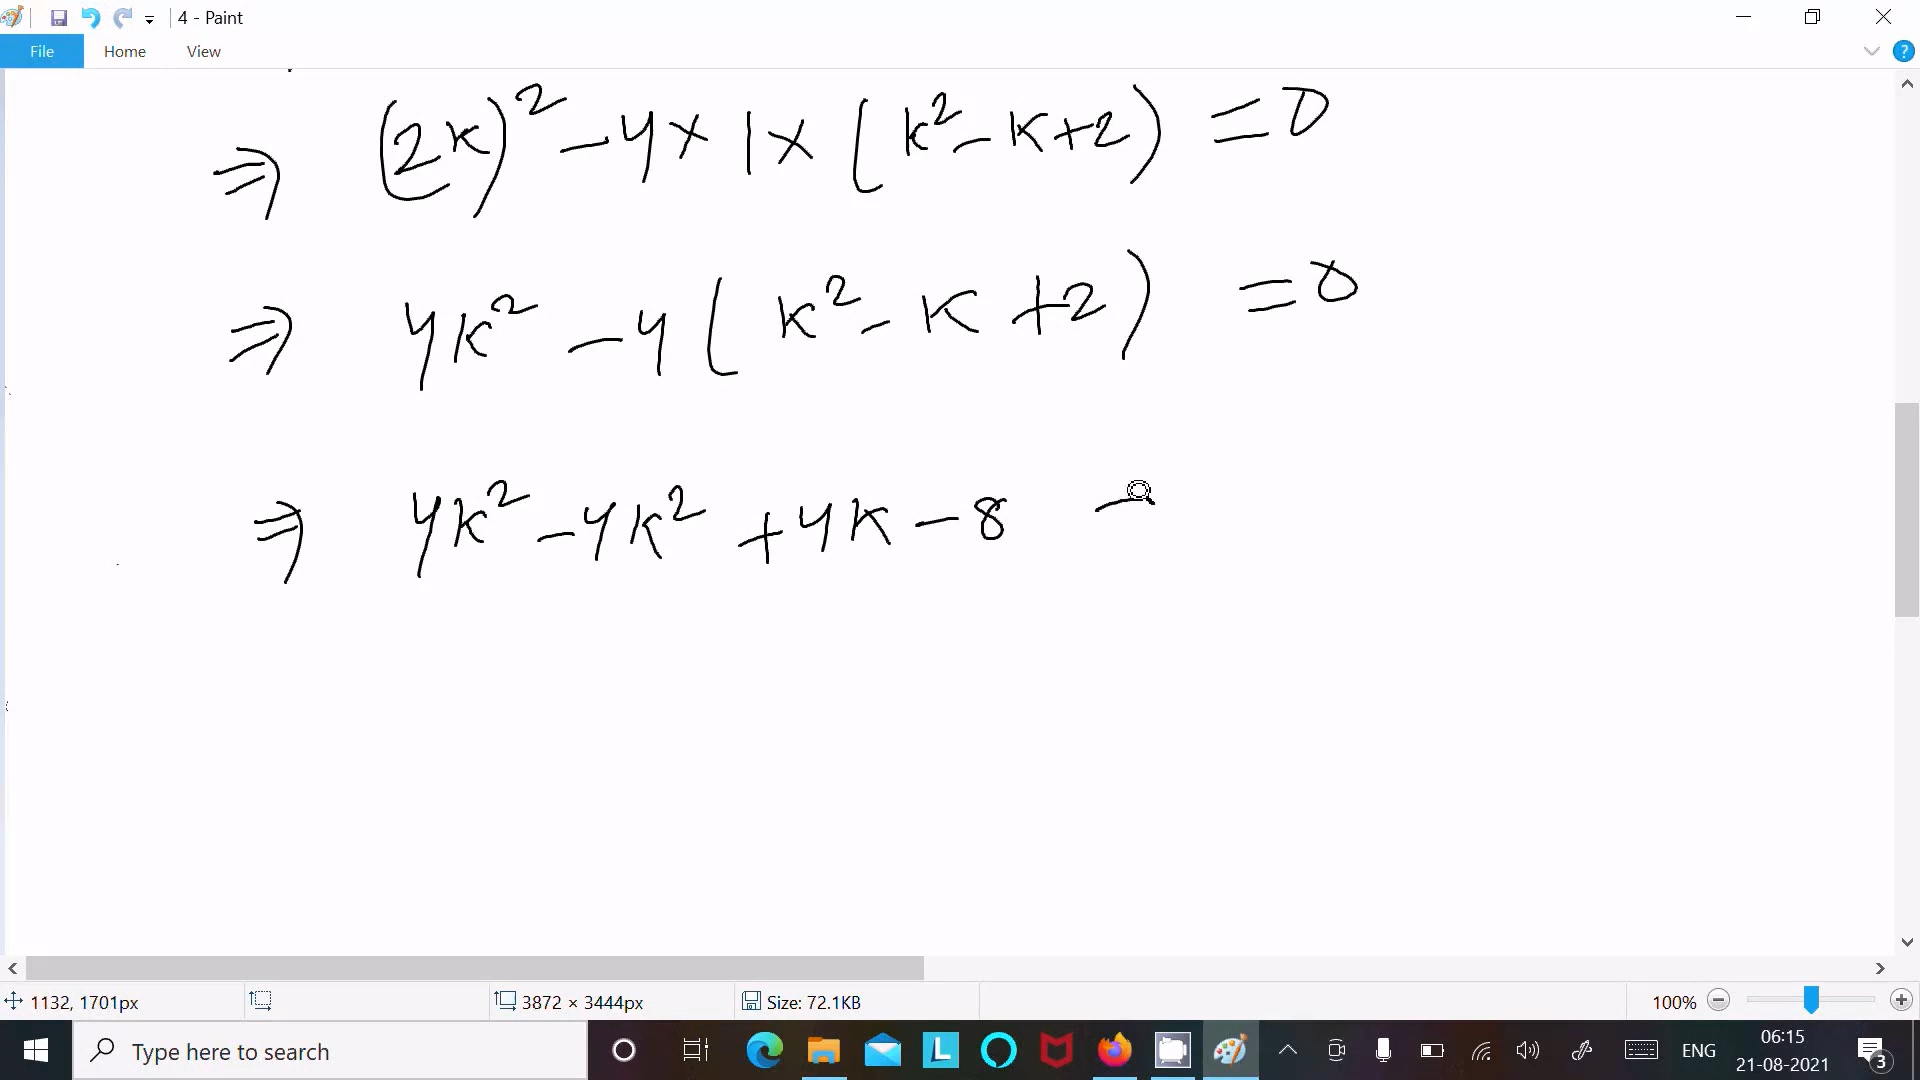 4 - Paint
File Home View
⇒ (2K)² - 4 × 1 × (K² - K + 2) = 0
⇒ 4K² - 4(K² - K + 2) = 0
⇒ 4K² - 4K² + 4K - 8 -
1132, 1701px 3872 × 3444px Size: 72.1KB 100%
Type here to search L ENG 06:15
21-08-2021 3